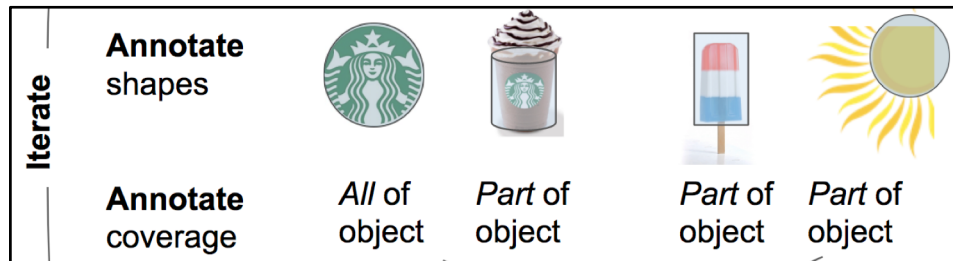 Iterate
Annotate
shapes
Annotate
coverage
All of
object
Part of
object
Part of
object
Part of
object